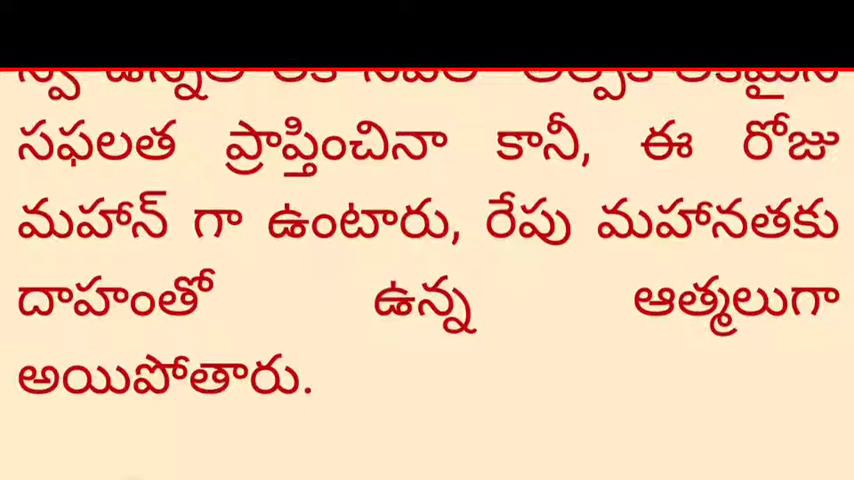 సఫలత ప్రాప్తించినా కానీ, ఈ రోజు
మహాన్ గా ఉంటారు, రేపు మహానతకు
దాహంతో ఉన్న ఆత్మలుగా
అయిపోతారు.